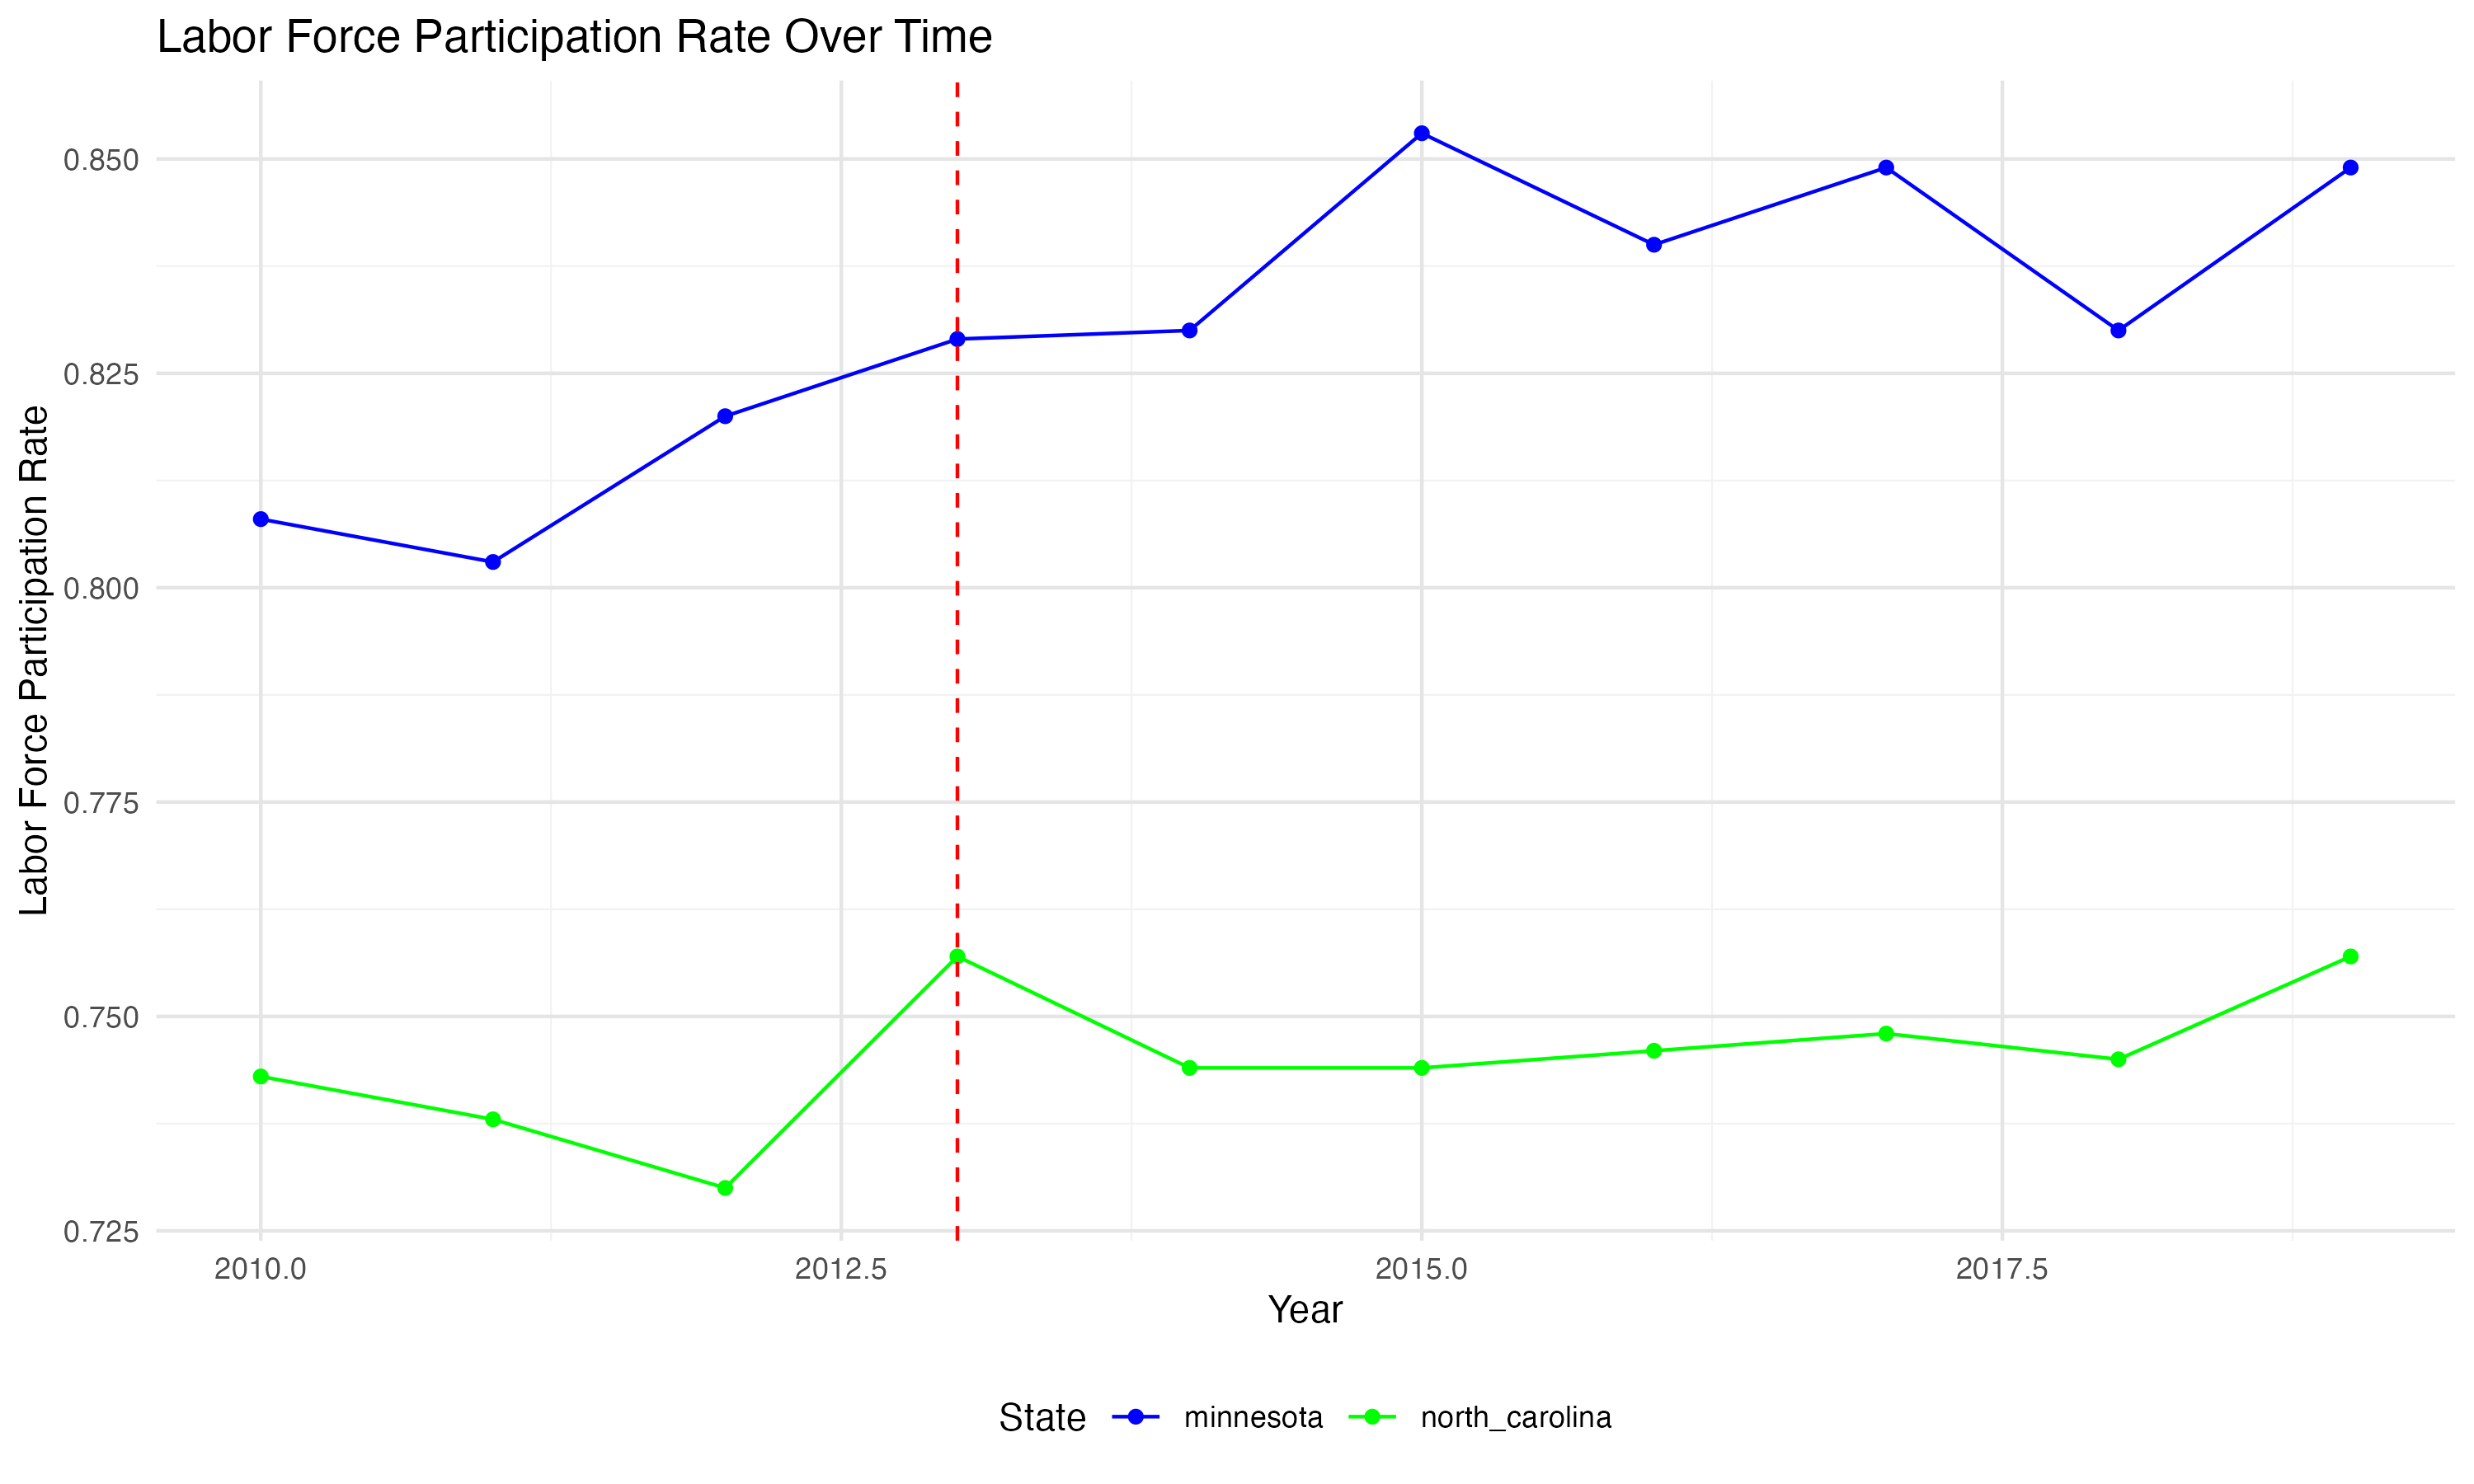 Labor Force Participation Rate Over Time
Labor Force Participation Rate
0.850
0.825
0.800
0.775
0.750
0.725
2010.0 2012.5 2015.0 2017.5
Year
State minnesota north_carolina